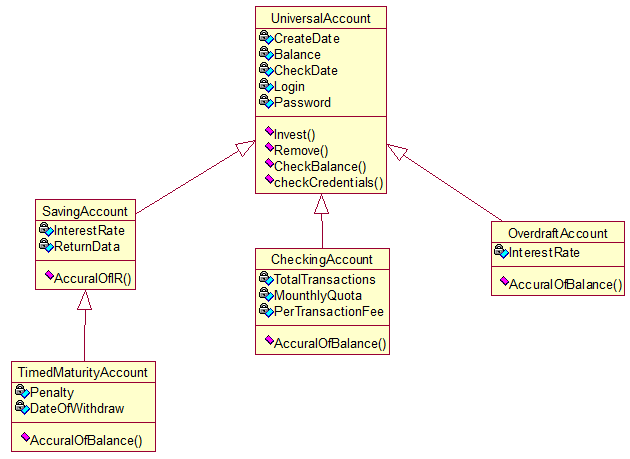 UniversalAccount
CreateDate
Balance
CheckDate
Login
Password
Invest()
Remove()
CheckBalance()
checkCredentials()
SavingAccount
InterestRate
ReturnData
AccuralOfIR()
CheckingAccount
TotalTransactions
MounthlyQuota
PerTransactionFee
AccuralOfBalance()
OverdraftAccount
InterestRate
AccuralOfBalance()
TimedMaturityAccount
Penalty
DateOfWithdraw
AccuralOfBalance()